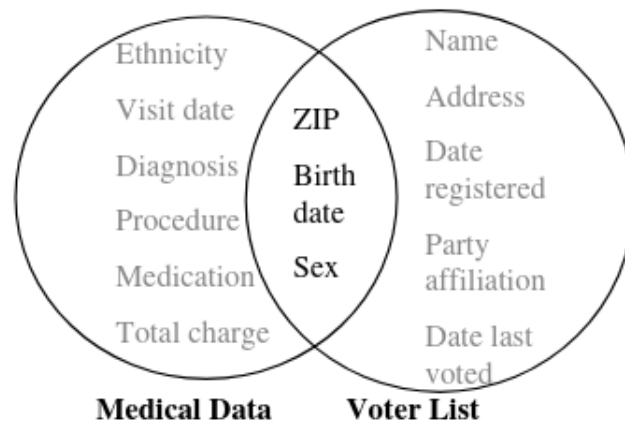 Ethnicity
Visit date
Diagnosis
Procedure
Medication
Total charge
ZIP
Birth
date
Sex
Name
Address
Date
registered
Party
affiliation
Date last
voted
Medical Data
Voter List